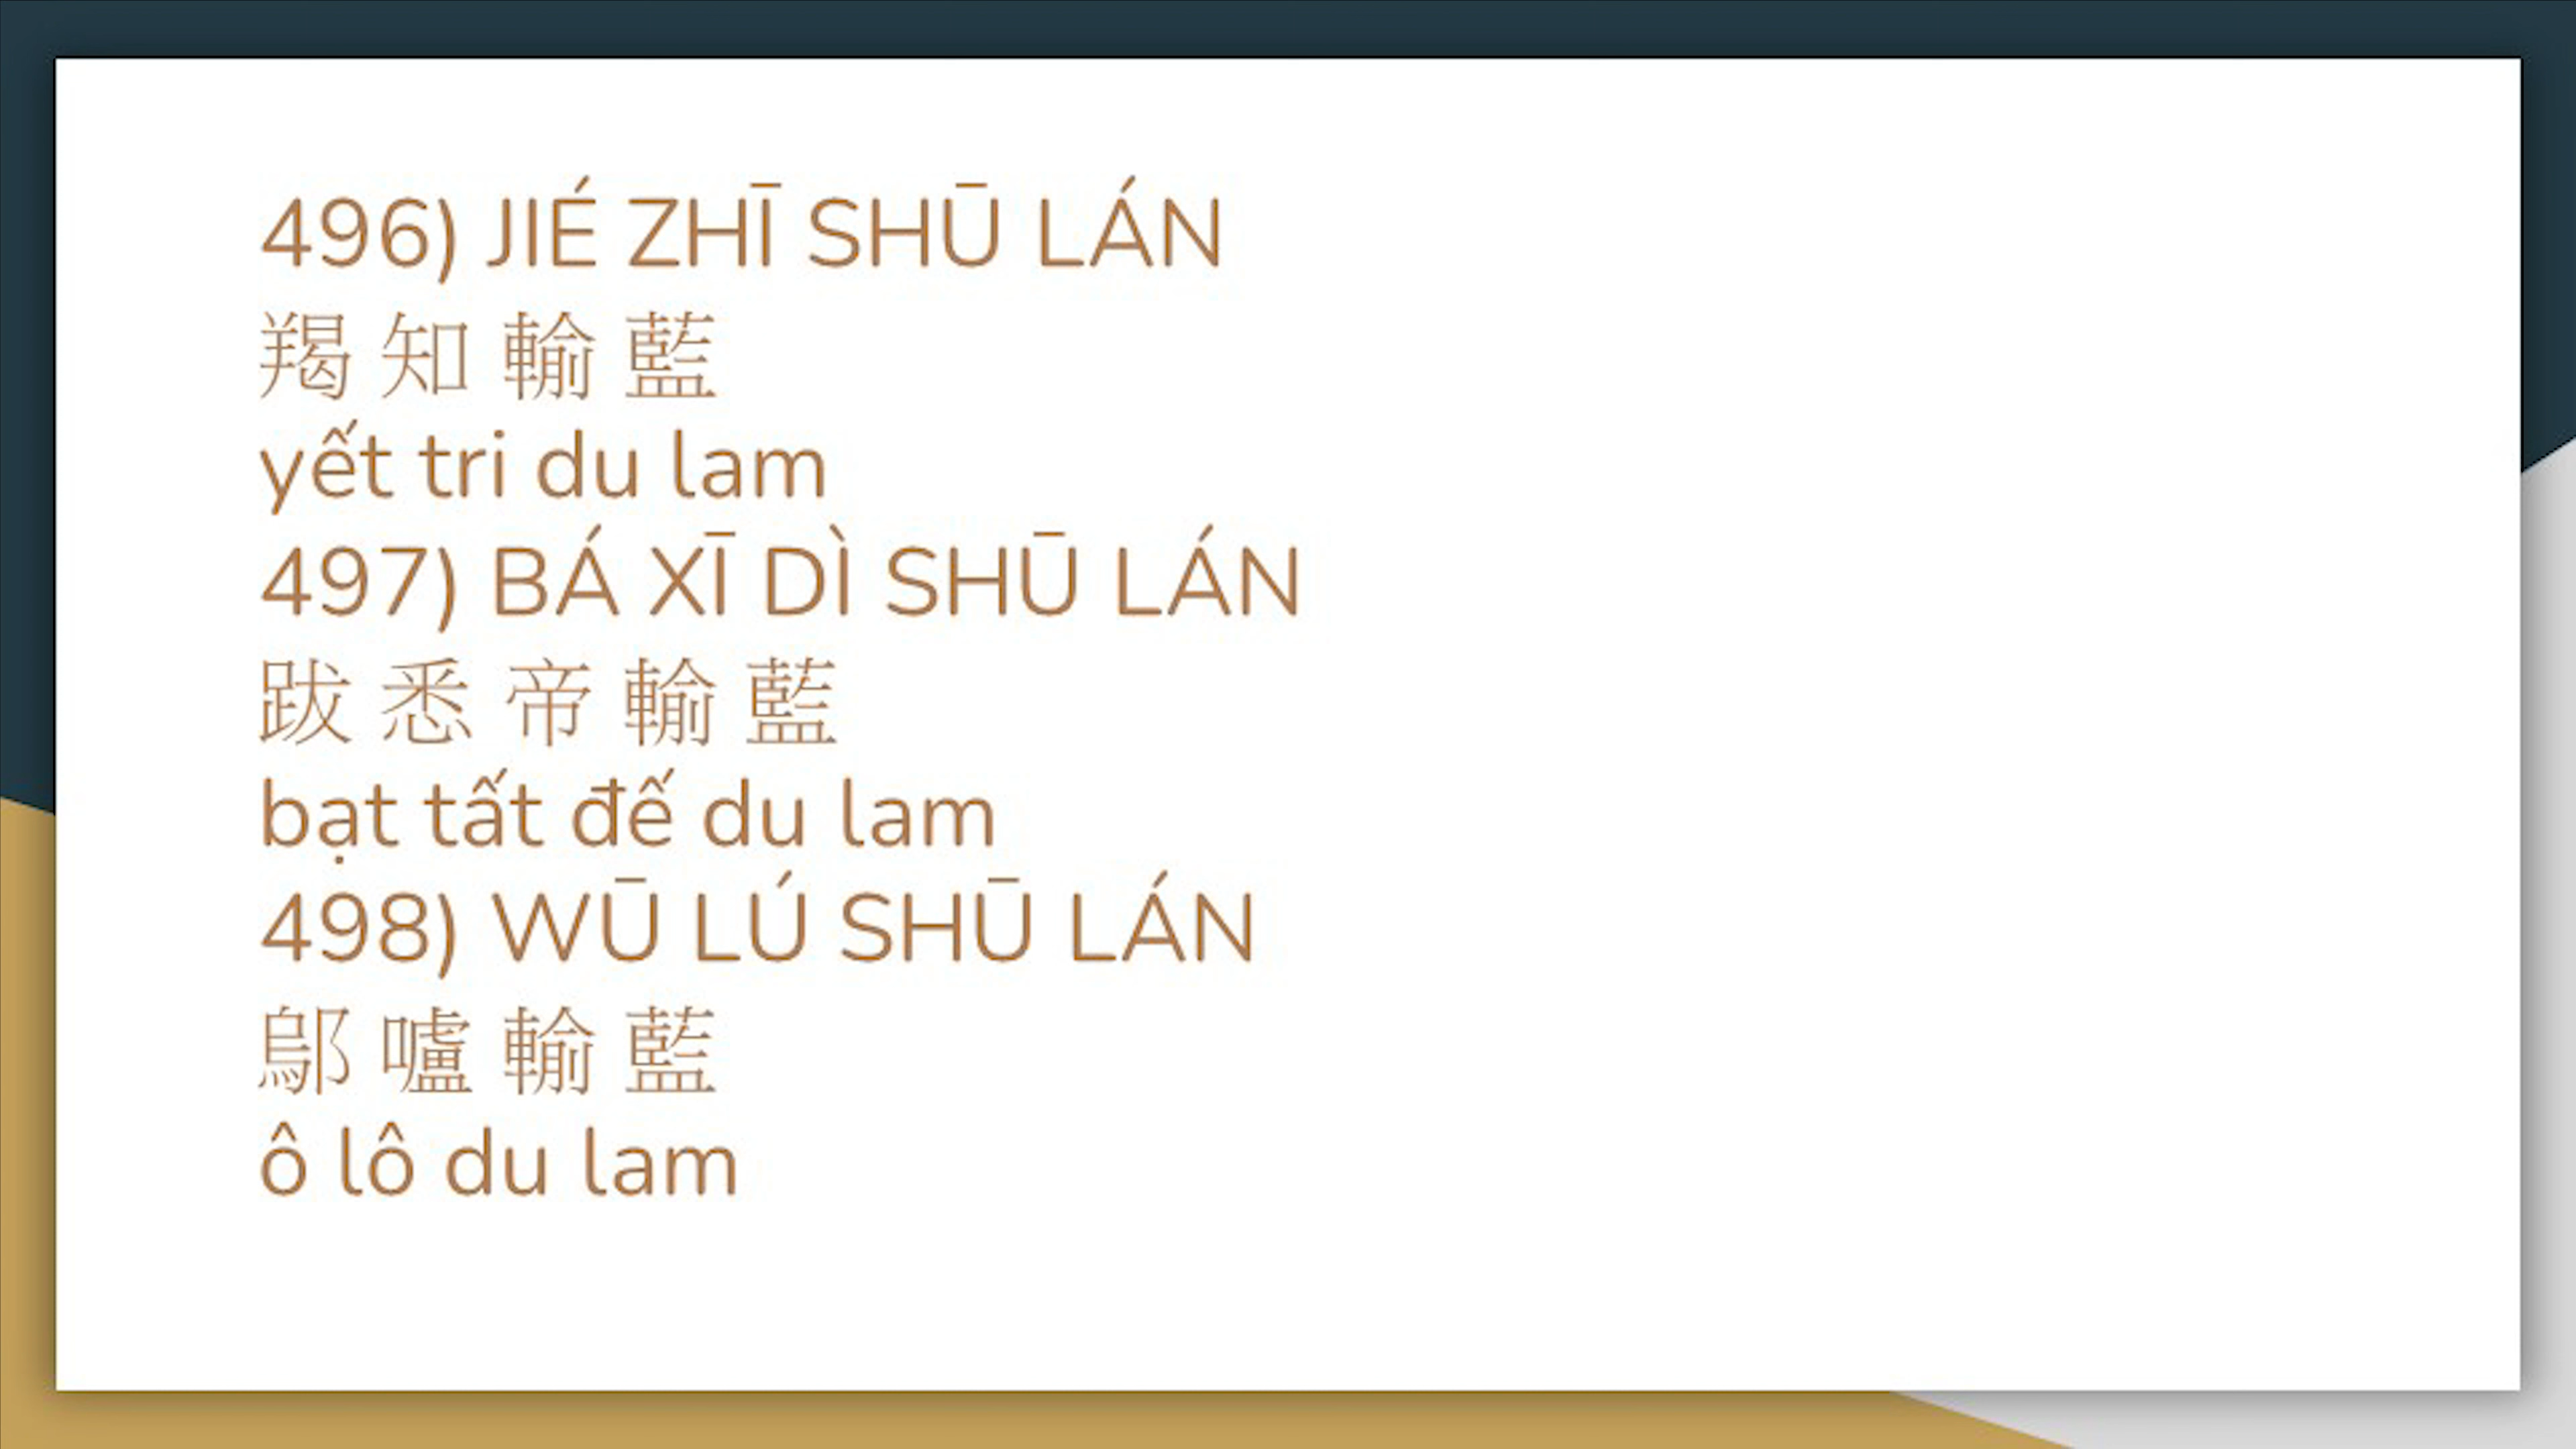 496) JIÉ ZHĪ SHŪ LÁN
羯 知 輸 藍
yết tri du lam
497) BÁ XĪ DÌ SHŪ LÁN
跋 悉 帝 輸 藍
bạt tất đế du lam
498) WŪ LÚ SHŪ LÁN
鄔 嚧 輸 藍
ô lô du lam